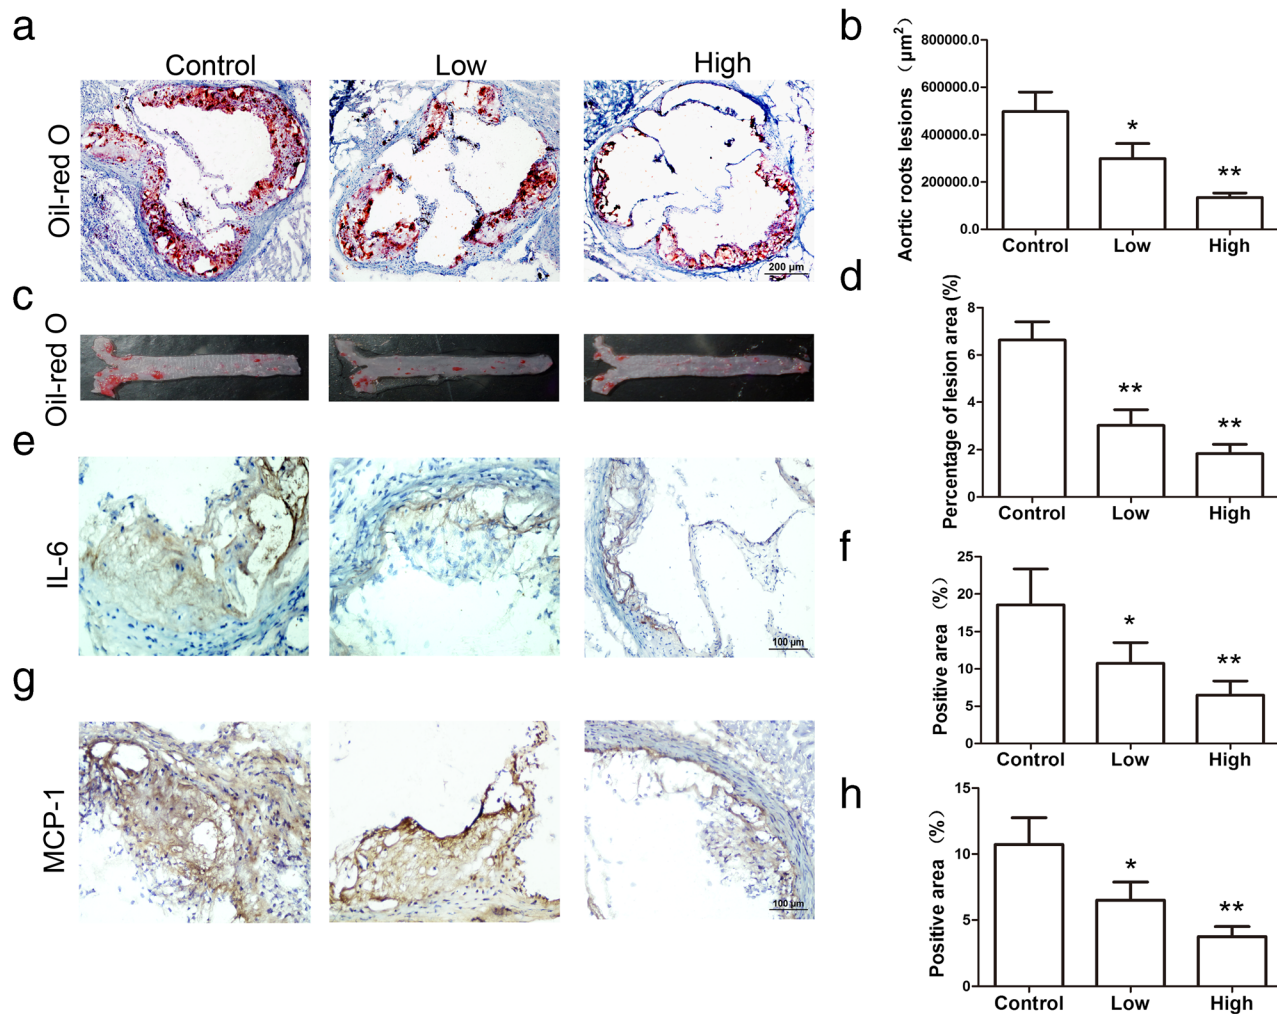 a
Control
Low
High
Oil-red O
200 µm
b
Aortic roots lesions （µm²）
800000.0
600000.0
400000.0
200000.0
0.0
*
**
Control
Low
High
c
Oil-red O
d
Percentage of lesion area (%)
8
6
4
2
0
**
**
Control
Low
High
e
IL-6
100 µm
f
Positive area （%）
25
20
15
10
5
0
*
**
Control
Low
High
g
MCP-1
100 µm
h
Positive area （%）
15
10
5
0
*
**
Control
Low
High